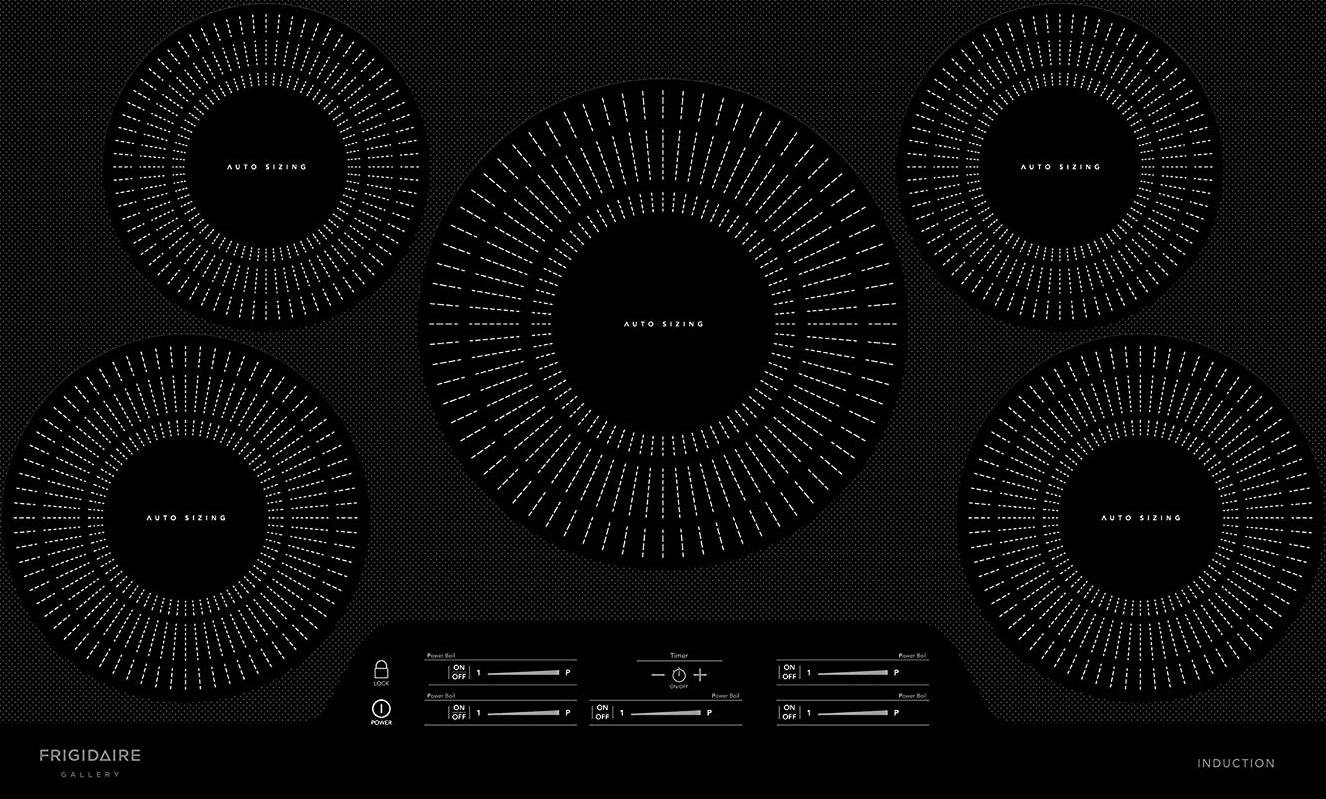 AUTO SIZING
AUTO SIZING
AUTO SIZING
AUTO SIZING
AUTO SIZING
Power Boil
ON
OFF
1 P
Timer
− +
ON/OFF
Power Boil
ON
OFF
1 P
LOCK
Power Boil
ON
OFF
1 P
Power Boil
ON
OFF
1 P
Power Boil
ON
OFF
1 P
POWER
FRIGIDAIRE
GALLERY
INDUCTION